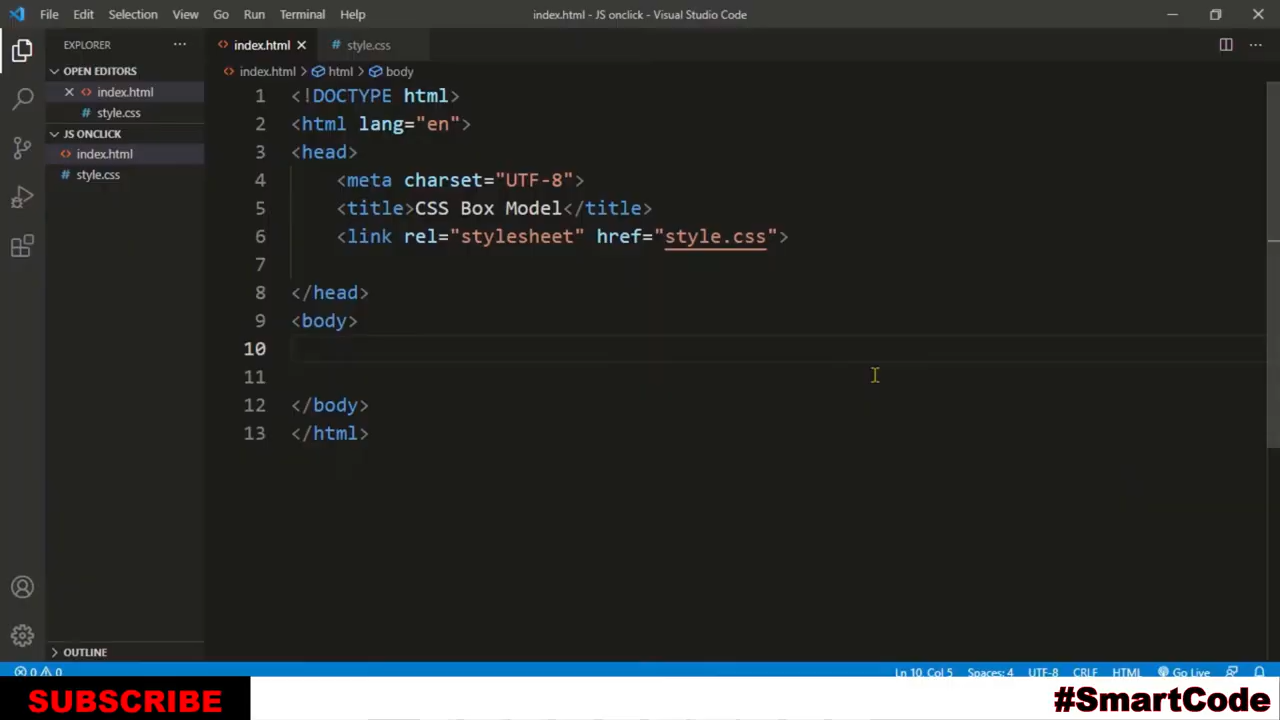 File Edit Selection View Go Run Terminal Help
index.html - JS onclick - Visual Studio Code
EXPLORER ···
index.html ×
style.css
OPEN EDITORS
index.html > html > body
× index.html
style.css
JS ONCLICK
index.html
style.css
1 <!DOCTYPE html>
2 <html lang="en">
3 <head>
4 <meta charset="UTF-8">
5 <title>CSS Box Model</title>
6 <link rel="stylesheet" href="style.css">
7
8 </head>
9 <body>
10
11
12 </body>
13 </html>
OUTLINE
0 0
Ln 10, Col 5 Spaces: 4 UTF-8 CRLF HTML Go Live
SUBSCRIBE
#SmartCode